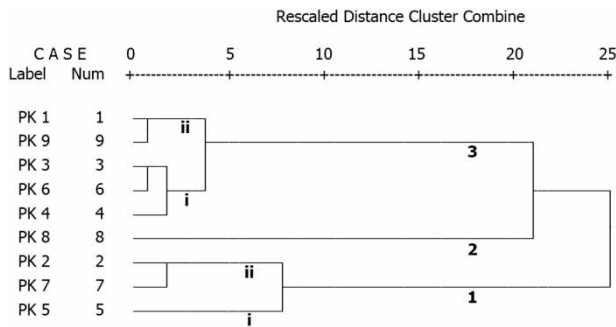 Rescaled Distance Cluster Combine
C A S E 0 5 10 15 20 25
Label Num +---------+---------+---------+---------+---------+
PK 1 1
ii
PK 9 9
3
PK 3 3
PK 6 6
i
PK 4 4
PK 8 8
2
PK 2 2
ii
PK 7 7
1
PK 5 5
i